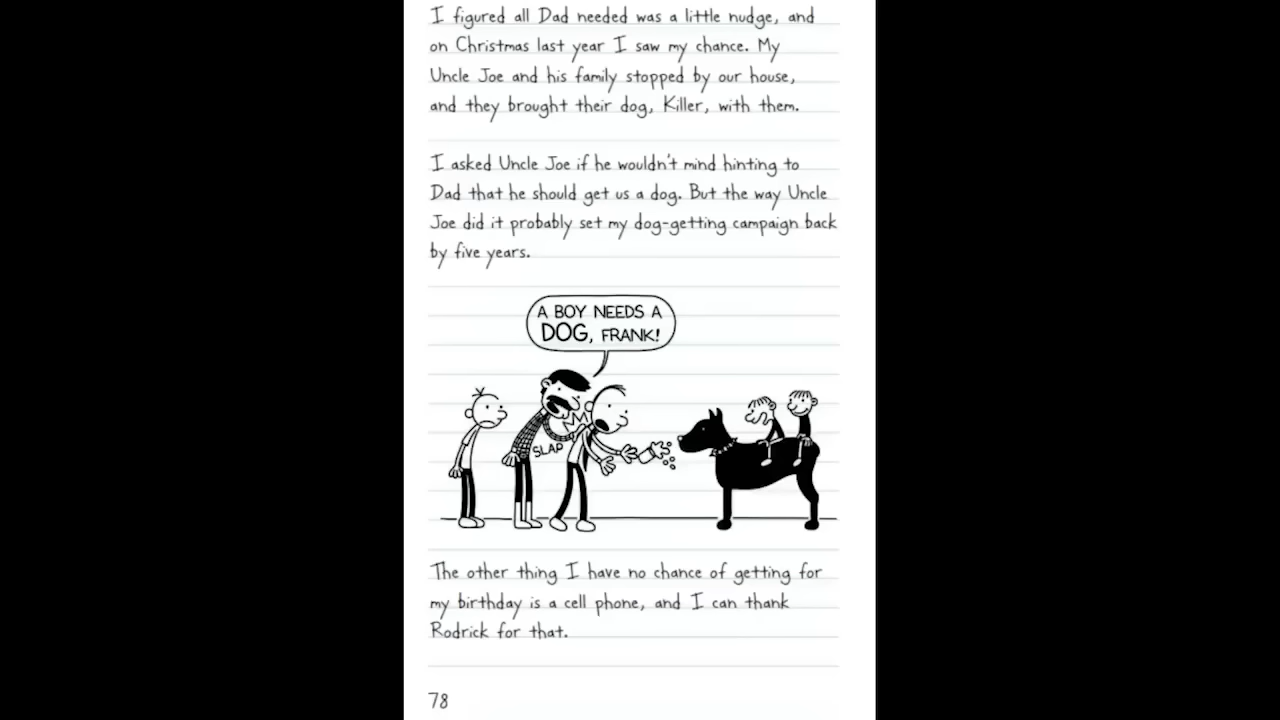 I figured all Dad needed was a little nudge, and
on Christmas last year I saw my chance. My
Uncle Joe and his family stopped by our house,
and they brought their dog, Killer, with them.
I asked Uncle Joe if he wouldn't mind hinting to
Dad that he should get us a dog. But the way Uncle
Joe did it probably set my dog-getting campaign back
by five years.
A BOY NEEDS A
DOG, FRANK!
SLAP
The other thing I have no chance of getting for
my birthday is a cell phone, and I can thank
Rodrick for that.
78